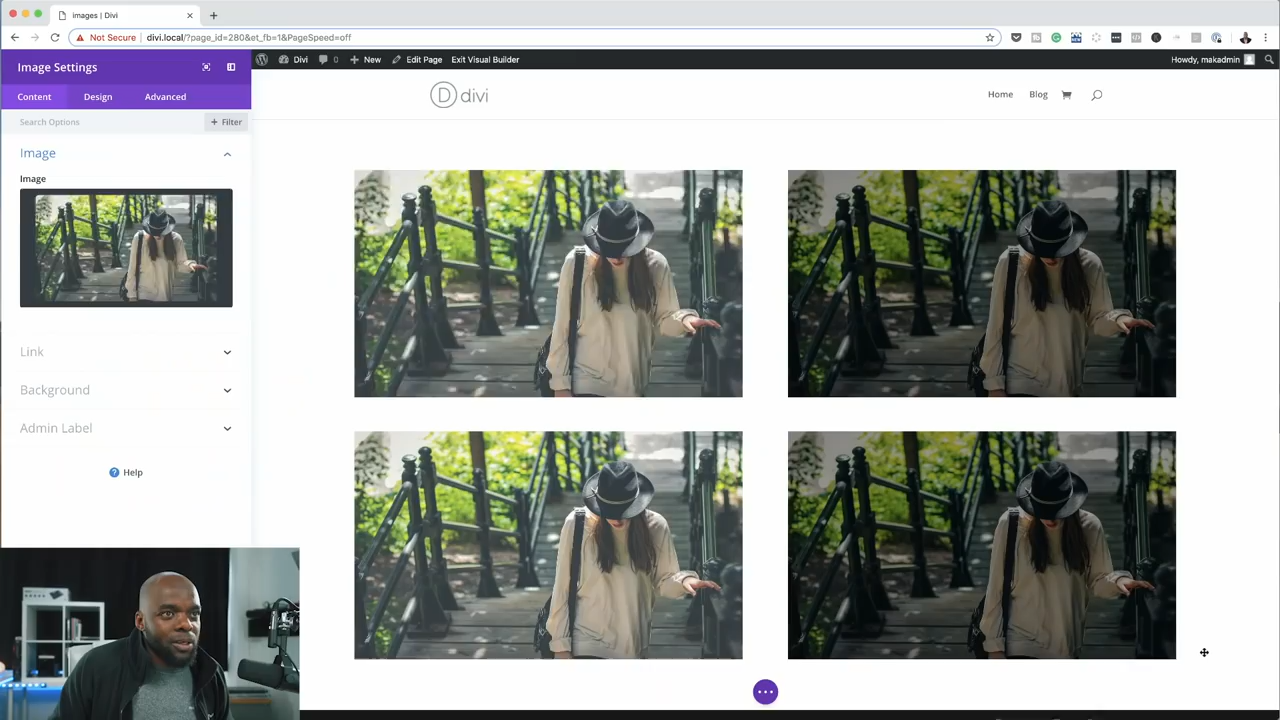 images | Divi
Not Secure divi.local/?page_id=280&et_fb=1&PageSpeed=off
Image Settings
Divi 0 New Edit Page Exit Visual Builder Howdy, makadmin
Content Design Advanced
D divi Home Blog
Search Options + Filter
Image
Image
Link
Background
Admin Label
? Help